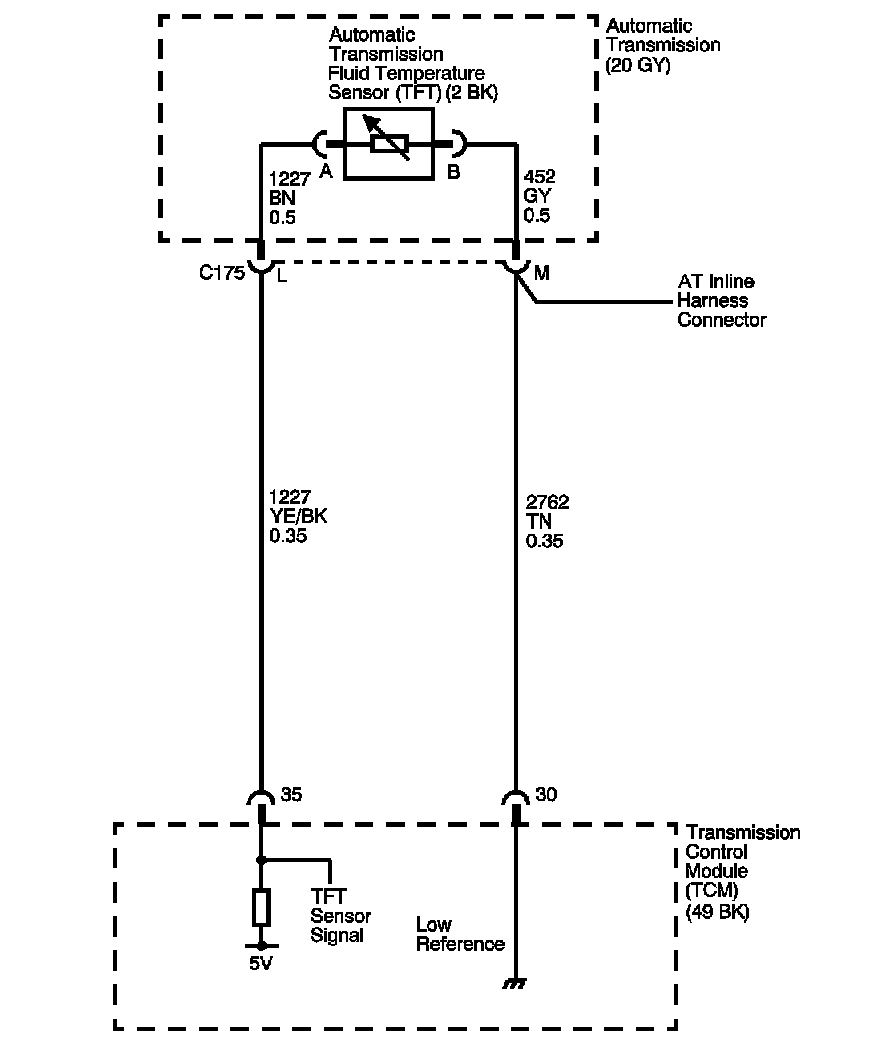 Automatic
Transmission
Fluid Temperature
Sensor (TFT) (2 BK)
Automatic
Transmission
(20 GY)
A
B
1227
BN
0.5
452
GY
0.5
C175
L
M
AT Inline
Harness
Connector
1227
YE/BK
0.35
2762
TN
0.35
35
30
Transmission
Control
Module
(TCM)
(49 BK)
TFT
Sensor
Signal
5V
Low
Reference